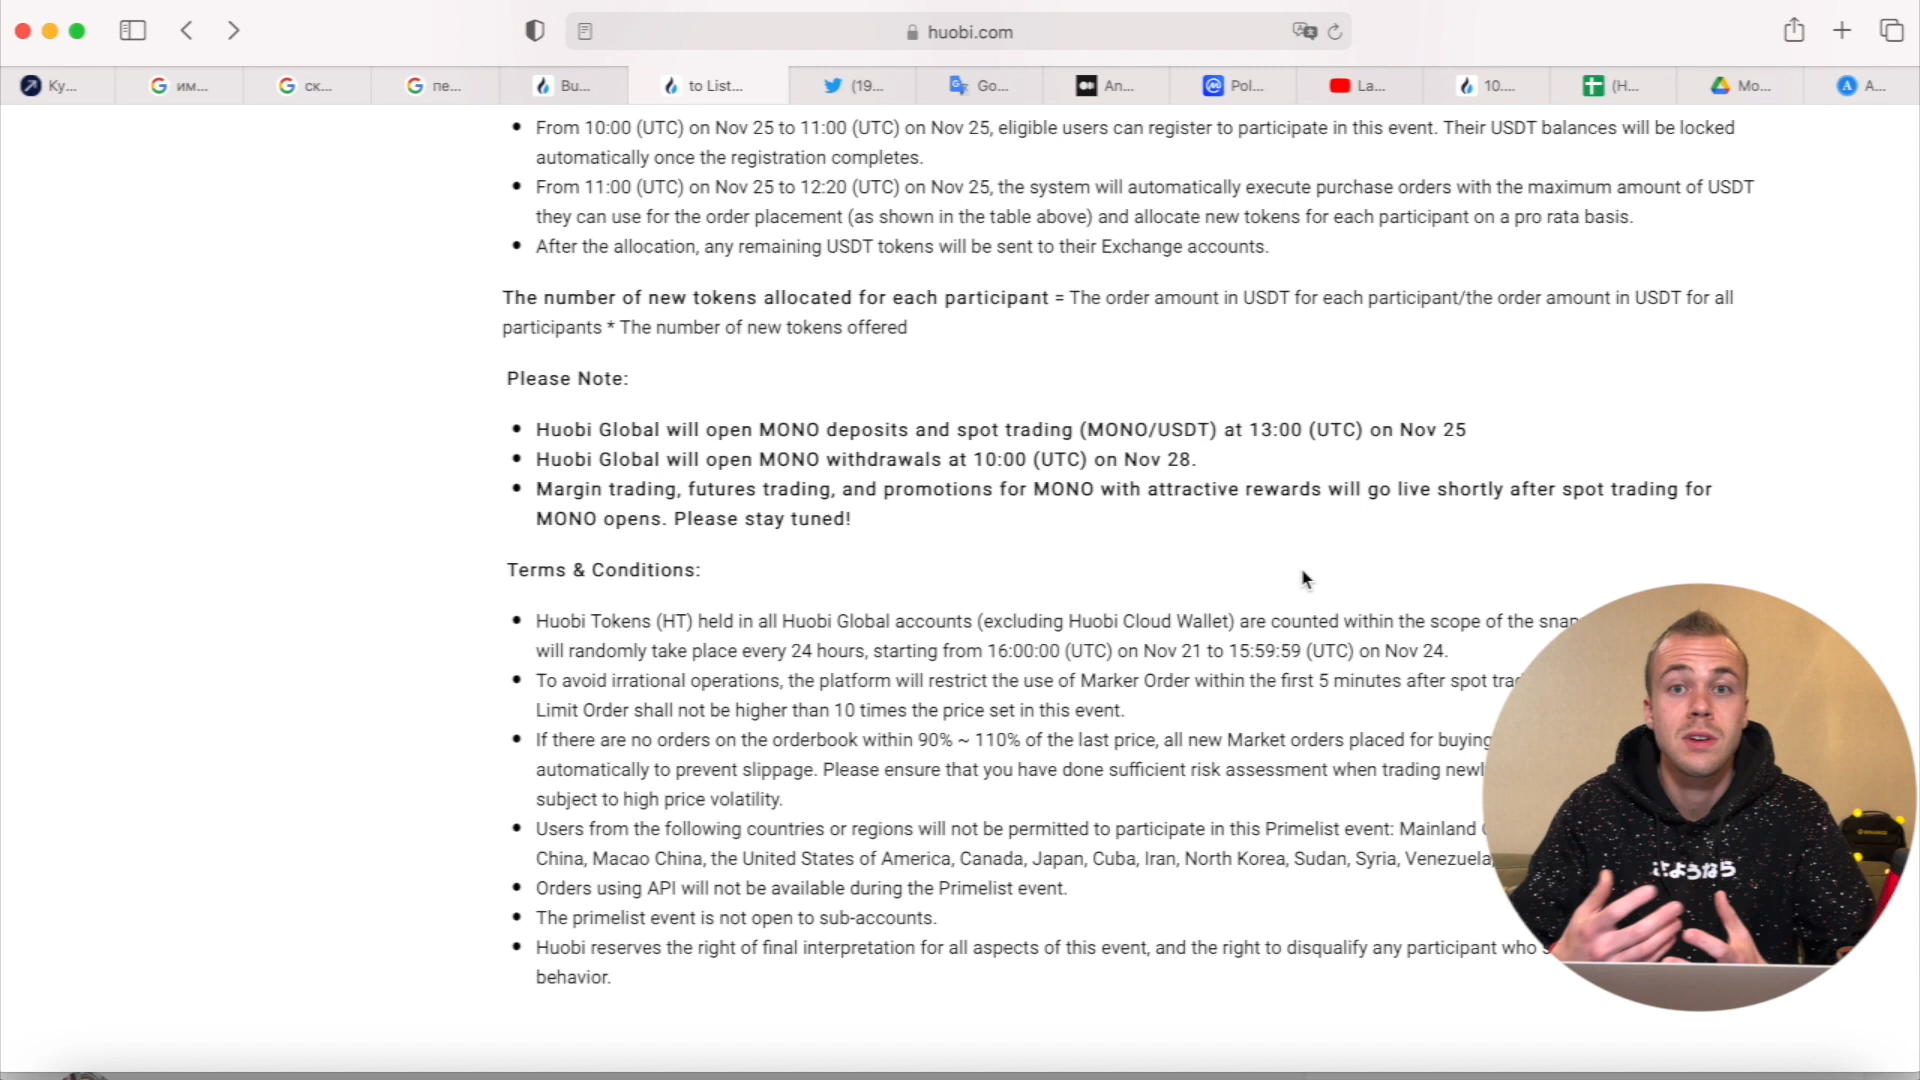 huobi.com
Ку...
им...
ск...
пе...
Bu...
to List...
(19...
Go...
An...
Pol...
La...
10....
(H...
Mo...
A...
From 10:00 (UTC) on Nov 25 to 11:00 (UTC) on Nov 25, eligible users can register to participate in this event. Their USDT balances will be locked
automatically once the registration completes.
From 11:00 (UTC) on Nov 25 to 12:20 (UTC) on Nov 25, the system will automatically execute purchase orders with the maximum amount of USDT
they can use for the order placement (as shown in the table above) and allocate new tokens for each participant on a pro rata basis.
After the allocation, any remaining USDT tokens will be sent to their Exchange accounts.
The number of new tokens allocated for each participant = The order amount in USDT for each participant/the order amount in USDT for all
participants * The number of new tokens offered
Please Note:
Huobi Global will open MONO deposits and spot trading (MONO/USDT) at 13:00 (UTC) on Nov 25
Huobi Global will open MONO withdrawals at 10:00 (UTC) on Nov 28.
Margin trading, futures trading, and promotions for MONO with attractive rewards will go live shortly after spot trading for
MONO opens. Please stay tuned!
Terms & Conditions:
Huobi Tokens (HT) held in all Huobi Global accounts (excluding Huobi Cloud Wallet) are counted within the scope of the snap
will randomly take place every 24 hours, starting from 16:00:00 (UTC) on Nov 21 to 15:59:59 (UTC) on Nov 24.
To avoid irrational operations, the platform will restrict the use of Marker Order within the first 5 minutes after spot trad
Limit Order shall not be higher than 10 times the price set in this event.
If there are no orders on the orderbook within 90% ~ 110% of the last price, all new Market orders placed for buying
automatically to prevent slippage. Please ensure that you have done sufficient risk assessment when trading newl
subject to high price volatility.
Users from the following countries or regions will not be permitted to participate in this Primelist event: Mainland
China, Macao China, the United States of America, Canada, Japan, Cuba, Iran, North Korea, Sudan, Syria, Venezuela,
Orders using API will not be available during the Primelist event.
The primelist event is not open to sub-accounts.
Huobi reserves the right of final interpretation for all aspects of this event, and the right to disqualify any participant who
behavior.
さようなら
BINANCE